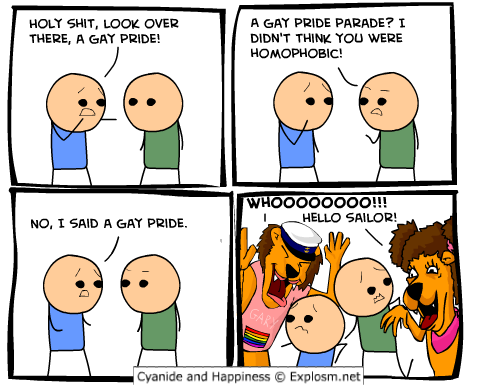 HOLY SHIT, LOOK OVER
THERE, A GAY PRIDE!
A GAY PRIDE PARADE? I
DIDN'T THINK YOU WERE
HOMOPHOBIC!
NO, I SAID A GAY PRIDE.
WHOOOOOOOO!!!
HELLO SAILOR!
GARY
Cyanide and Happiness © Explosm.net